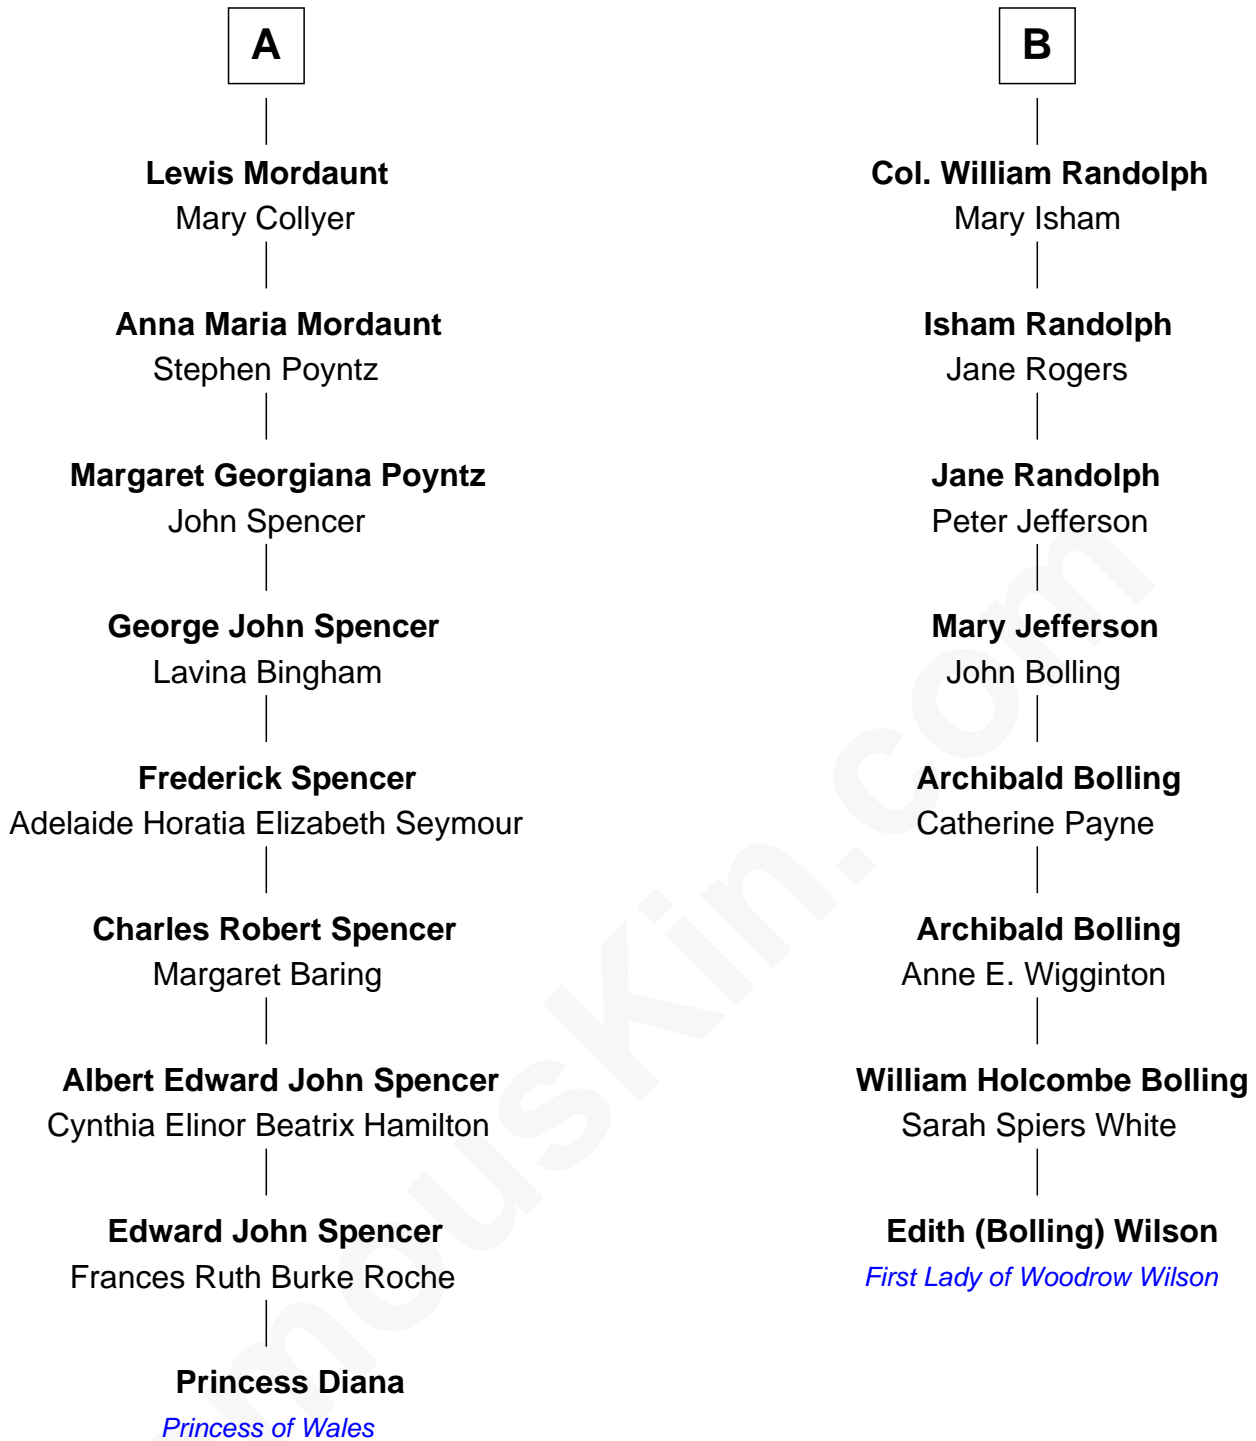 A
Lewis Mordaunt
Mary Collyer
Anna Maria Mordaunt
Stephen Poyntz
Margaret Georgiana Poyntz
John Spencer
George John Spencer
Lavina Bingham
Frederick Spencer
Adelaide Horatia Elizabeth Seymour
Charles Robert Spencer
Margaret Baring
Albert Edward John Spencer
Cynthia Elinor Beatrix Hamilton
Edward John Spencer
Frances Ruth Burke Roche
Princess Diana
Princess of Wales
B
Col. William Randolph
Mary Isham
Isham Randolph
Jane Rogers
Jane Randolph
Peter Jefferson
Mary Jefferson
John Bolling
Archibald Bolling
Catherine Payne
Archibald Bolling
Anne E. Wigginton
William Holcombe Bolling
Sarah Spiers White
Edith (Bolling) Wilson
First Lady of Woodrow Wilson
mousKin.com